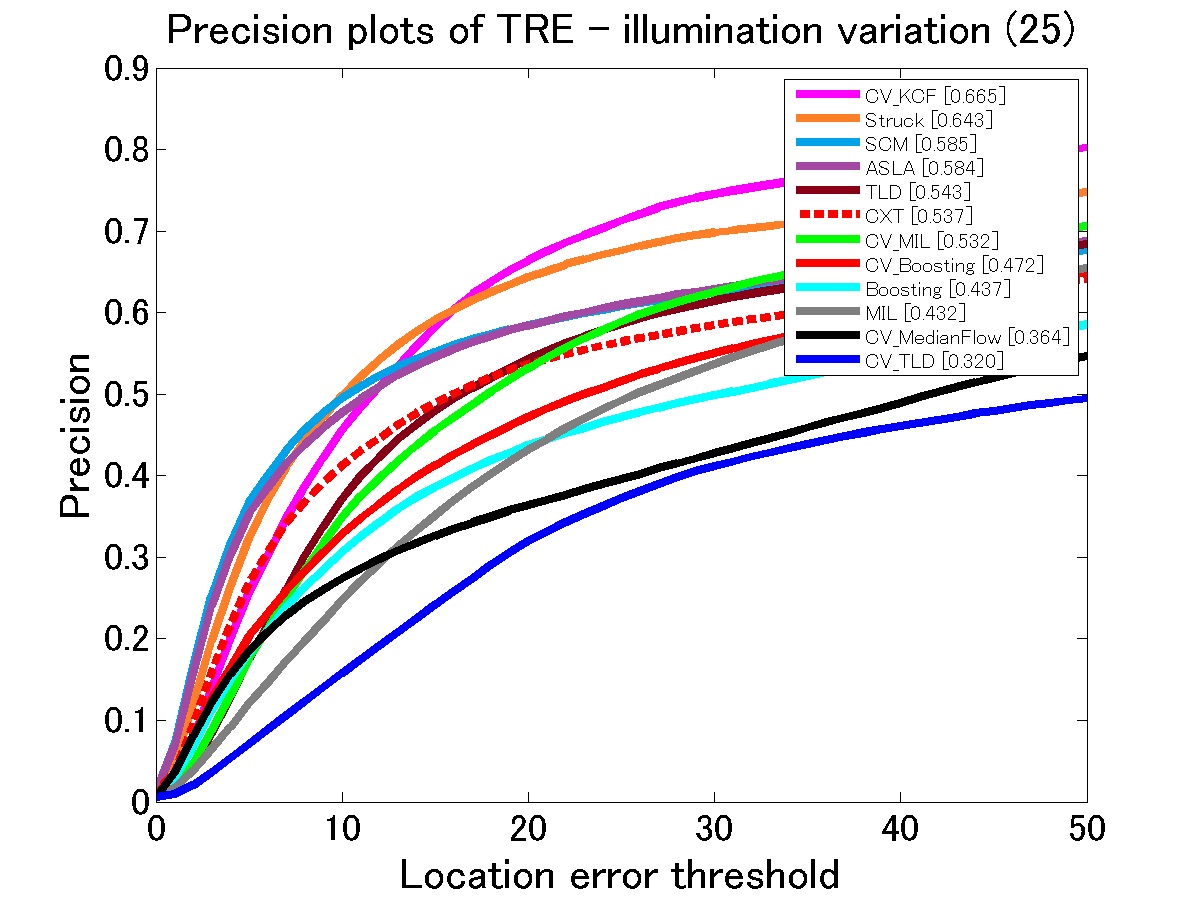 Precision plots of TRE - illumination variation (25)
0.9
0.8
0.7
0.6
0.5
0.4
0.3
0.2
0.1
0
Precision
CV_KCF [0.665]
Struck [0.643]
SCM [0.585]
ASLA [0.584]
TLD [0.543]
CXT [0.537]
CV_MIL [0.532]
CV_Boosting [0.472]
Boosting [0.437]
MIL [0.432]
CV_MedianFlow [0.364]
CV_TLD [0.320]
0 10 20 30 40 50
Location error threshold